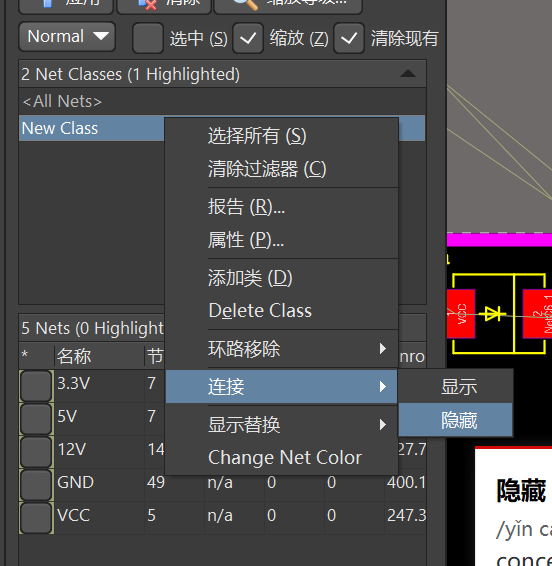 应用 清除 缩放等级...
Normal 选中 (S) 缩放 (Z) 清除现有
2 Net Classes (1 Highlighted)
<All Nets>
New Class
选择所有 (S)
清除过滤器 (C)
报告 (R)...
属性 (P)...
添加类 (D)
Delete Class
环路移除
连接
显示替换
Change Net Color
显示
隐藏
5 Nets (0 Highlight
* 名称 节 nro
3.3V 7
5V 7
12V 14 27.7
GND 49 n/a 0 0 400.1
VCC 5 n/a 0 0 247.3
VCC
2
隐藏
/yǐn cá
conce